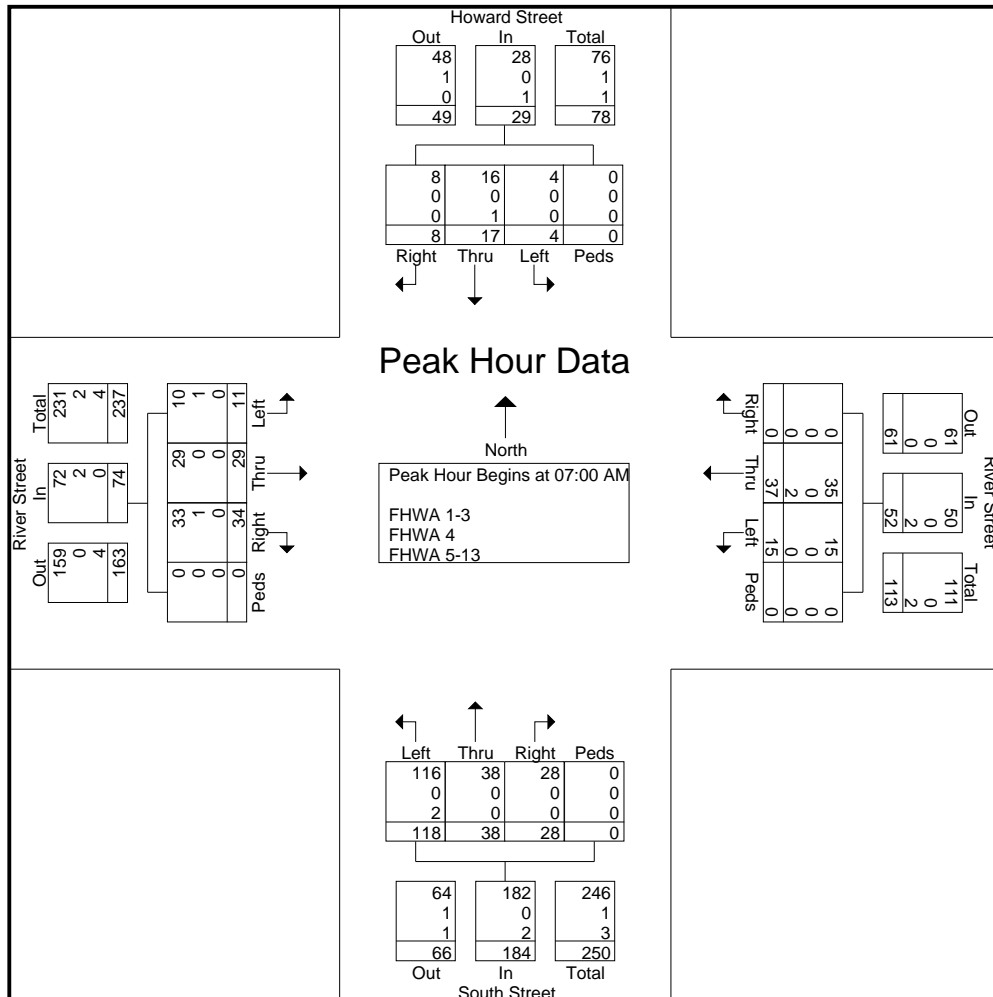 Howard Street
Out In Total
48 28 76
1 0 1
0 1 1
49 29 78
8 16 4 0
0 0 0 0
0 1 0 0
8 17 4 0
Right Thru Left Peds
Peak Hour Data
North
Peak Hour Begins at 07:00 AM
FHWA 1-3
FHWA 4
FHWA 5-13
River Street
Out In Total
159 72 231
0 2 2
4 0 4
163 74 237
0 33 29 10
0 1 0 1
0 0 0 0
0 34 29 11
Peds Right Thru Left
River Street
Out In Total
61 50 111
0 0 0
0 2 2
61 52 113
0 35 15 0
0 0 0 0
0 2 0 0
0 37 15 0
Right Thru Left Peds
Left Thru Right Peds
116 38 28 0
0 0 0 0
2 0 0 0
118 38 28 0
64 182 246
1 0 1
1 2 3
66 184 250
Out In Total
South Street